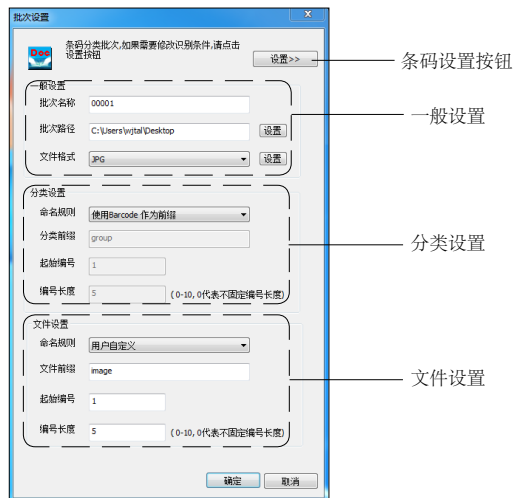 批次设置
X
Doc
条码分类批次,如果需要修改识别条件,请点击
设置按钮
设置>>
条码设置按钮
一般设置
批次名称 00001
批次路径 C:\Users\wjtal\Desktop 设置
文件格式 JPG 设置
一般设置
分类设置
命名规则 使用Barcode 作为前缀
分类前缀 group
起始编号 1
编号长度 5 (0-10, 0代表不固定编号长度)
分类设置
文件设置
命名规则 用户自定义
文件前缀 image
起始编号 1
编号长度 5 (0-10, 0代表不固定编号长度)
文件设置
确定 取消